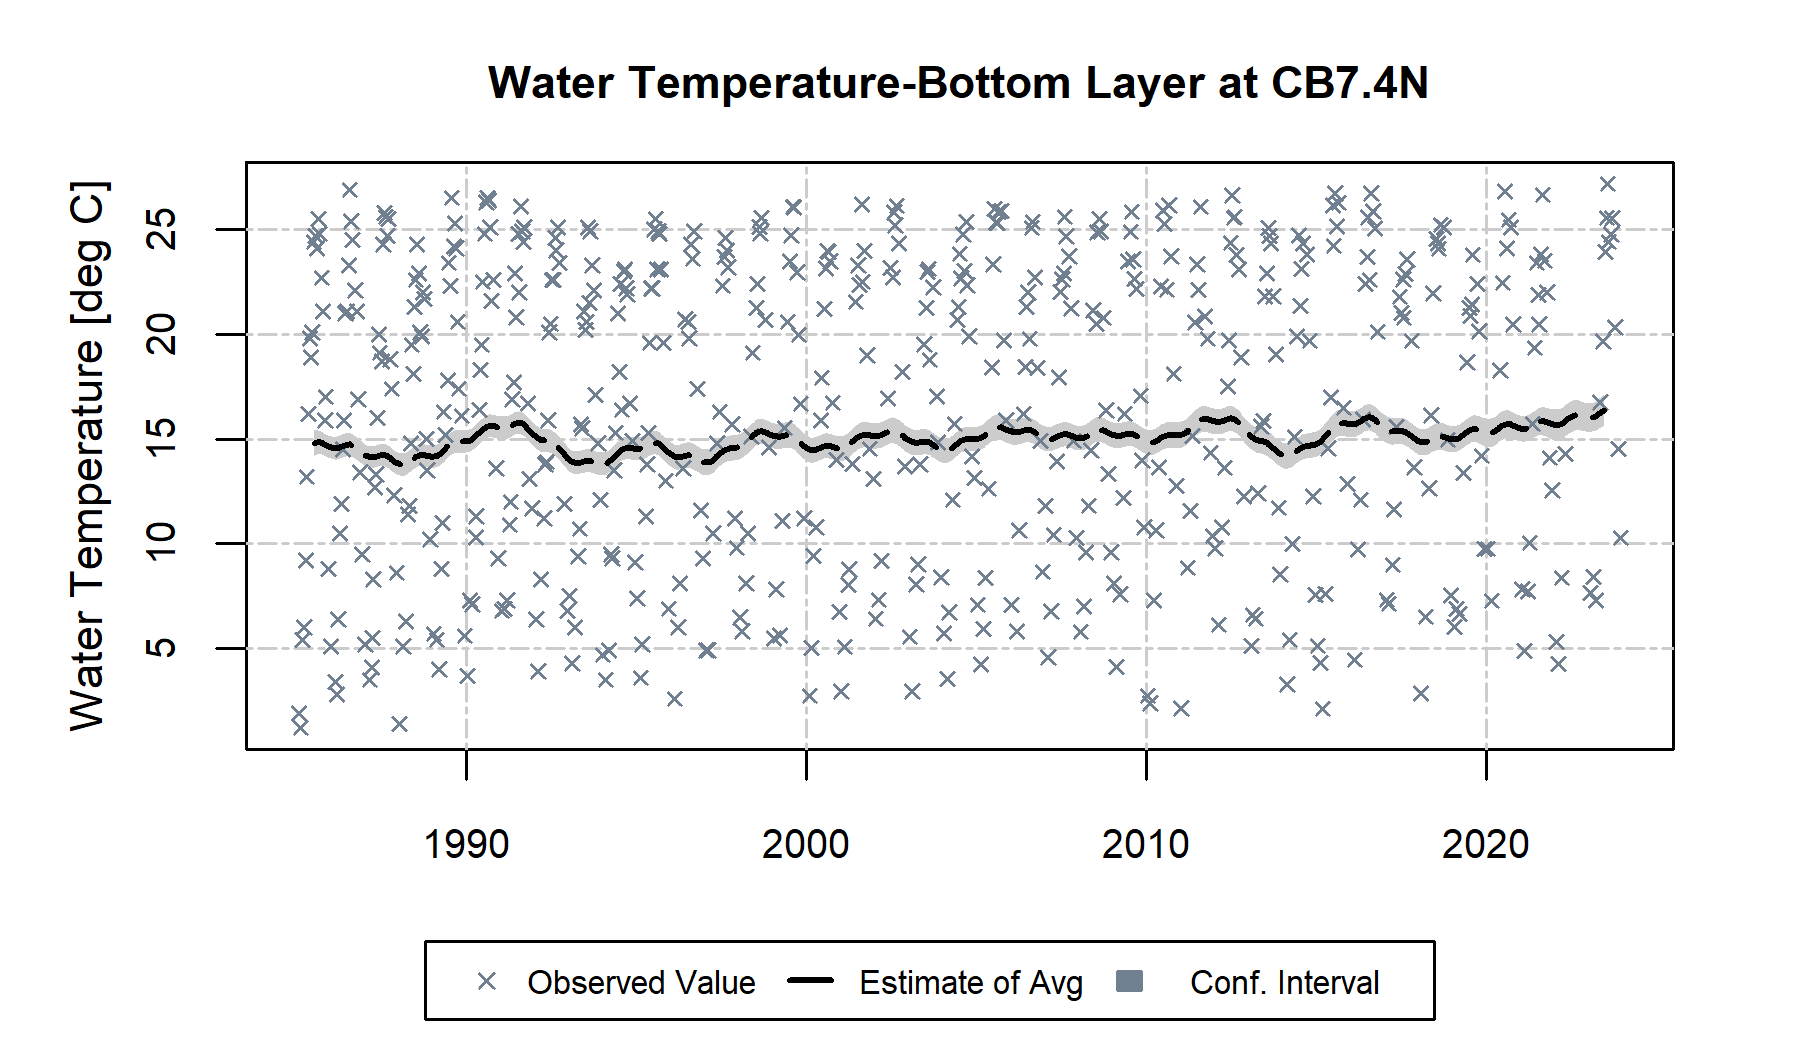 Water Temperature-Bottom Layer at CB7.4N
Water Temperature [deg C]
25
20
15
10
5
1990 2000 2010 2020
Observed Value Estimate of Avg Conf. Interval